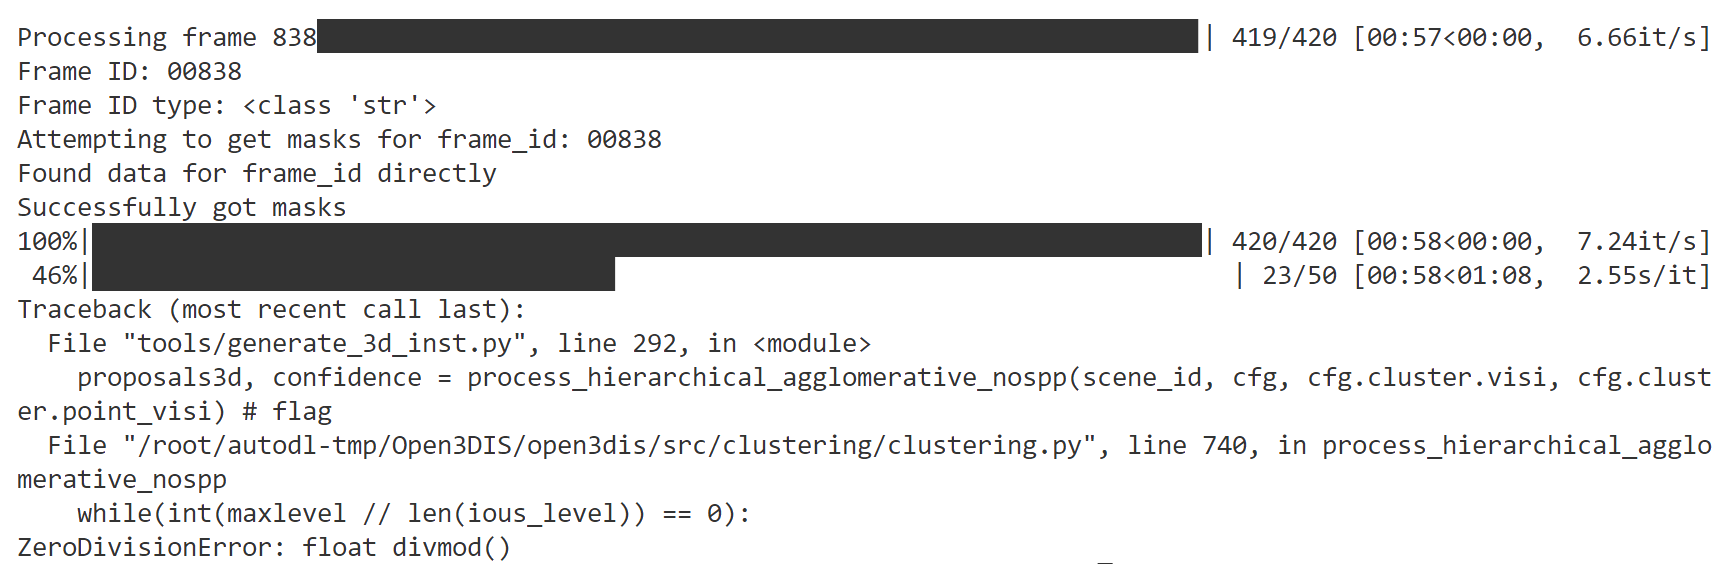 Processing frame 838| 419/420 [00:57<00:00,  6.66it/s]
Frame ID: 00838
Frame ID type: <class 'str'>
Attempting to get masks for frame_id: 00838
Found data for frame_id directly
Successfully got masks
100%|| 420/420 [00:58<00:00,  7.24it/s]
 46%|| 23/50 [00:58<01:08,  2.55s/it]
Traceback (most recent call last):
  File "tools/generate_3d_inst.py", line 292, in <module>
    proposals3d, confidence = process_hierarchical_agglomerative_nospp(scene_id, cfg, cfg.cluster.visi, cfg.clust
er.point_visi) # flag
  File "/root/autodl-tmp/Open3DIS/open3dis/src/clustering/clustering.py", line 740, in process_hierarchical_agglo
merative_nospp
    while(int(maxlevel // len(ious_level)) == 0):
ZeroDivisionError: float divmod()